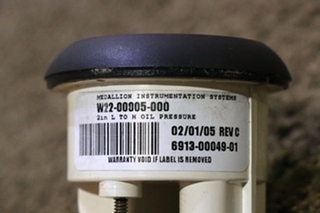 MEDALLION INSTRUMENTATION SYSTEMS
W22-00905-000
2in L TO H OIL PRESSURE
02/01/05 REV C
6913-00049-01
WARRANTY VOID IF LABEL IS REMOVED